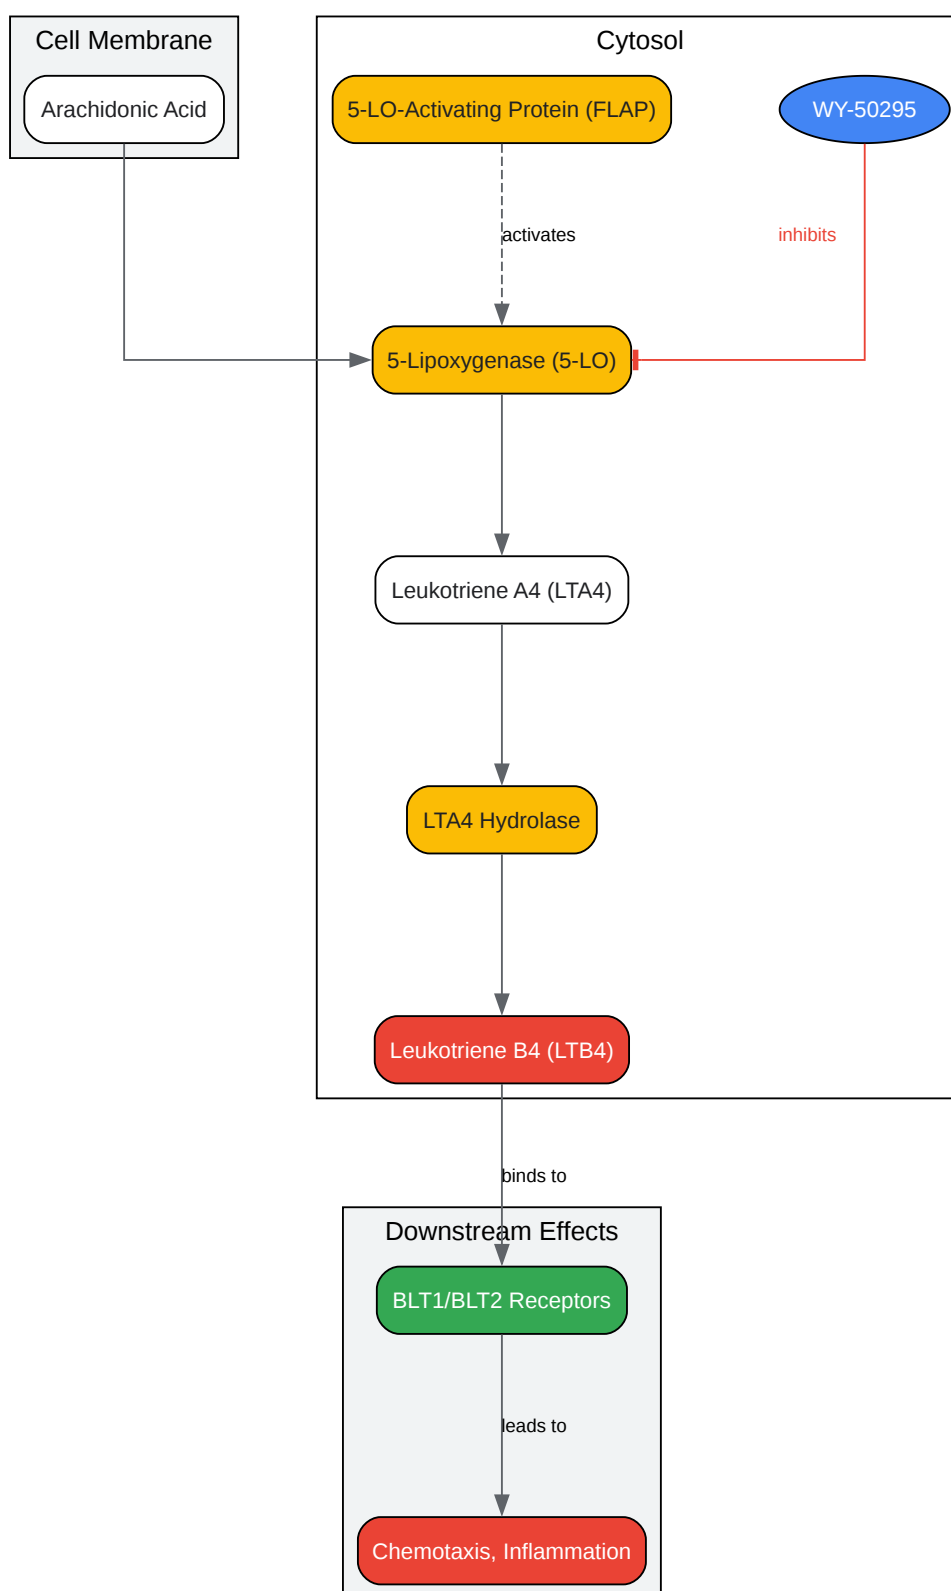 Cell Membrane
Cytosol
Arachidonic Acid
5-LO-Activating Protein (FLAP)
WY-50295
activates
inhibits
5-Lipoxygenase (5-LO)
Leukotriene A4 (LTA4)
LTA4 Hydrolase
Leukotriene B4 (LTB4)
binds to
Downstream Effects
BLT1/BLT2 Receptors
leads to
Chemotaxis, Inflammation